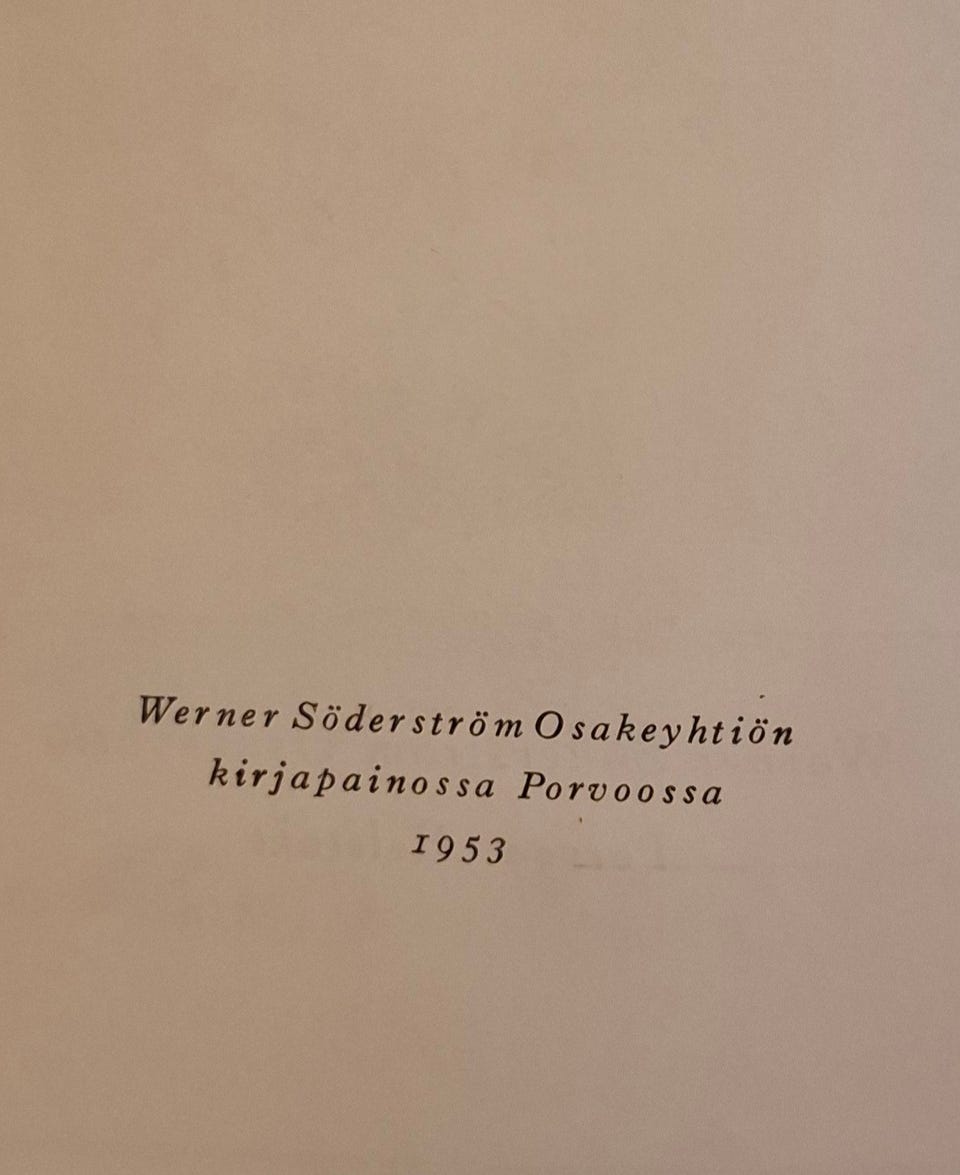 Werner Söderström Osakeyhtiön
kirjapainossa Porvoossa
1953